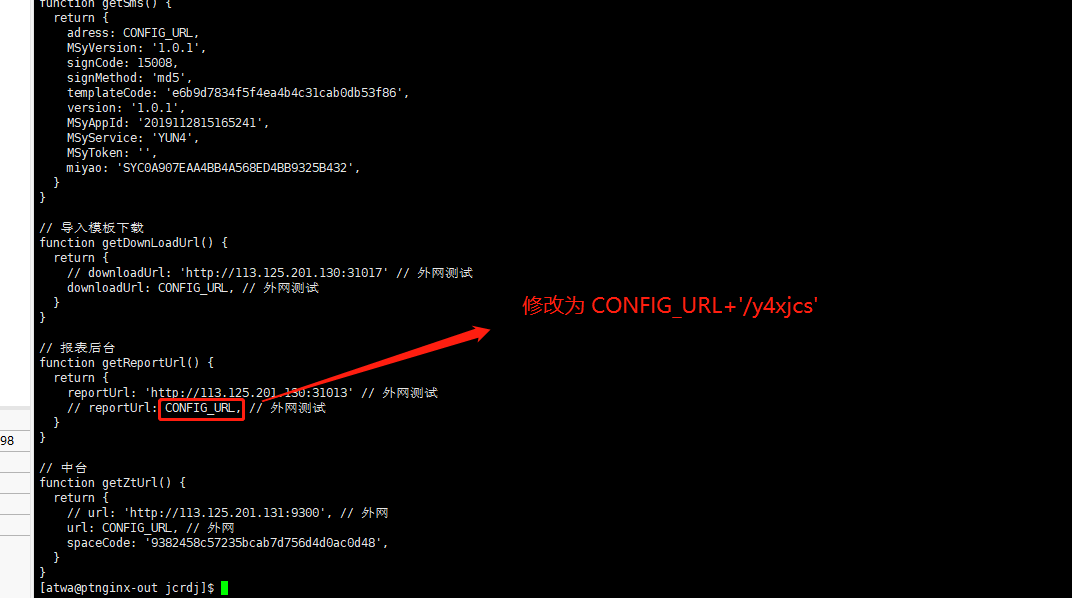 function getSms() {
return {
adress: CONFIG_URL,
MSyVersion: '1.0.1',
signCode: 15008,
signMethod: 'md5',
templateCode: 'e6b9d7834f5f4ea4b4c31cab0db53f86',
version: '1.0.1',
MSyAppId: '2019112815165241',
MSyService: 'YUN4',
MSyToken: '',
miyao: 'SYC0A907EAA4BB4A568ED4BB9325B432',
}
}
// 导入模板下载
function getDownLoadUrl() {
return {
// downloadUrl: 'http://113.125.201.130:31017' // 外网测试
downloadUrl: CONFIG_URL, // 外网测试
}
}
修改为 CONFIG_URL+'/y4xjcs'
// 报表后台
function getReportUrl() {
return {
reportUrl: 'http://113.125.201.130:31013' // 外网测试
// reportUrl: CONFIG_URL, // 外网测试
}
}
98
// 中台
function getZtUrl() {
return {
// url: 'http://113.125.201.131:9300', // 外网
url: CONFIG_URL, // 外网
spaceCode: '9382458c57235bcab7d756d4d0ac0d48',
}
}
[atwa@ptnginx-out jcrdj]$